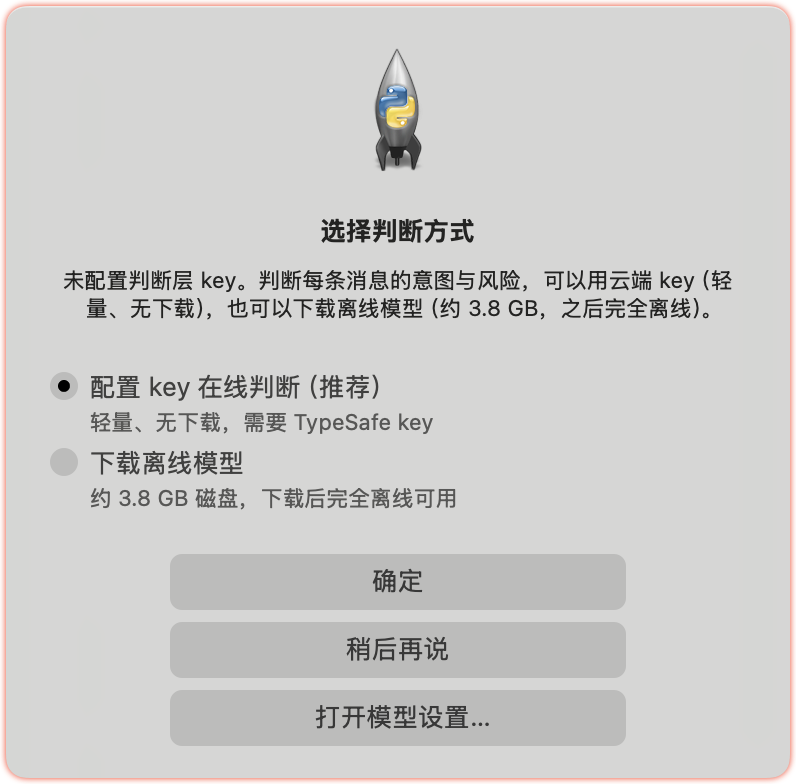 选择判断方式
未配置判断层 key。判断每条消息的意图与风险，可以用云端 key（轻
量、无下载），也可以下载离线模型（约 3.8 GB，之后完全离线）。
配置 key 在线判断（推荐）
轻量、无下载，需要 TypeSafe key
下载离线模型
约 3.8 GB 磁盘，下载后完全离线可用
确定
稍后再说
打开模型设置...